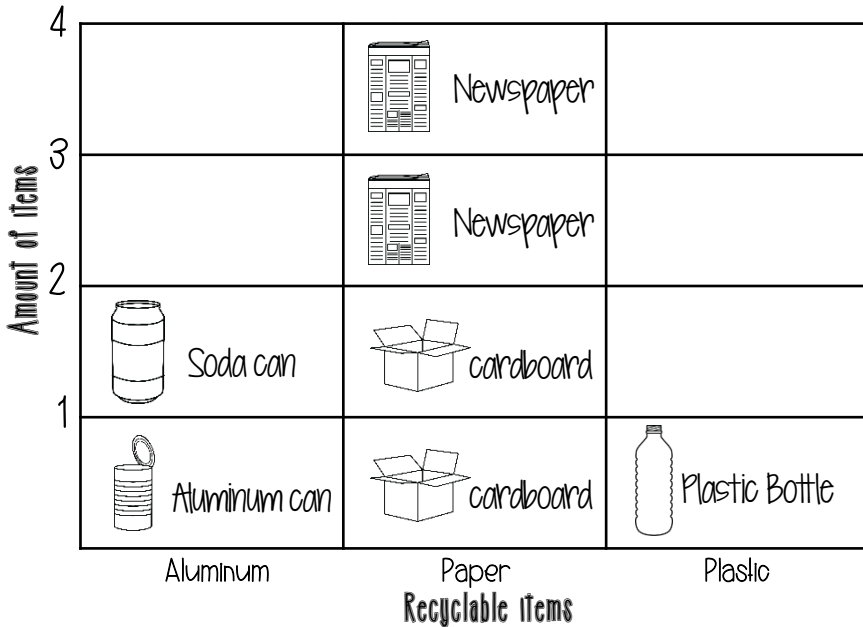 4
Newspaper
3
Newspaper
Amount of items
2
Soda can
cardboard
1
Aluminum can
cardboard
Plastic Bottle
Aluminum
Paper
Plastic
Recyclable items